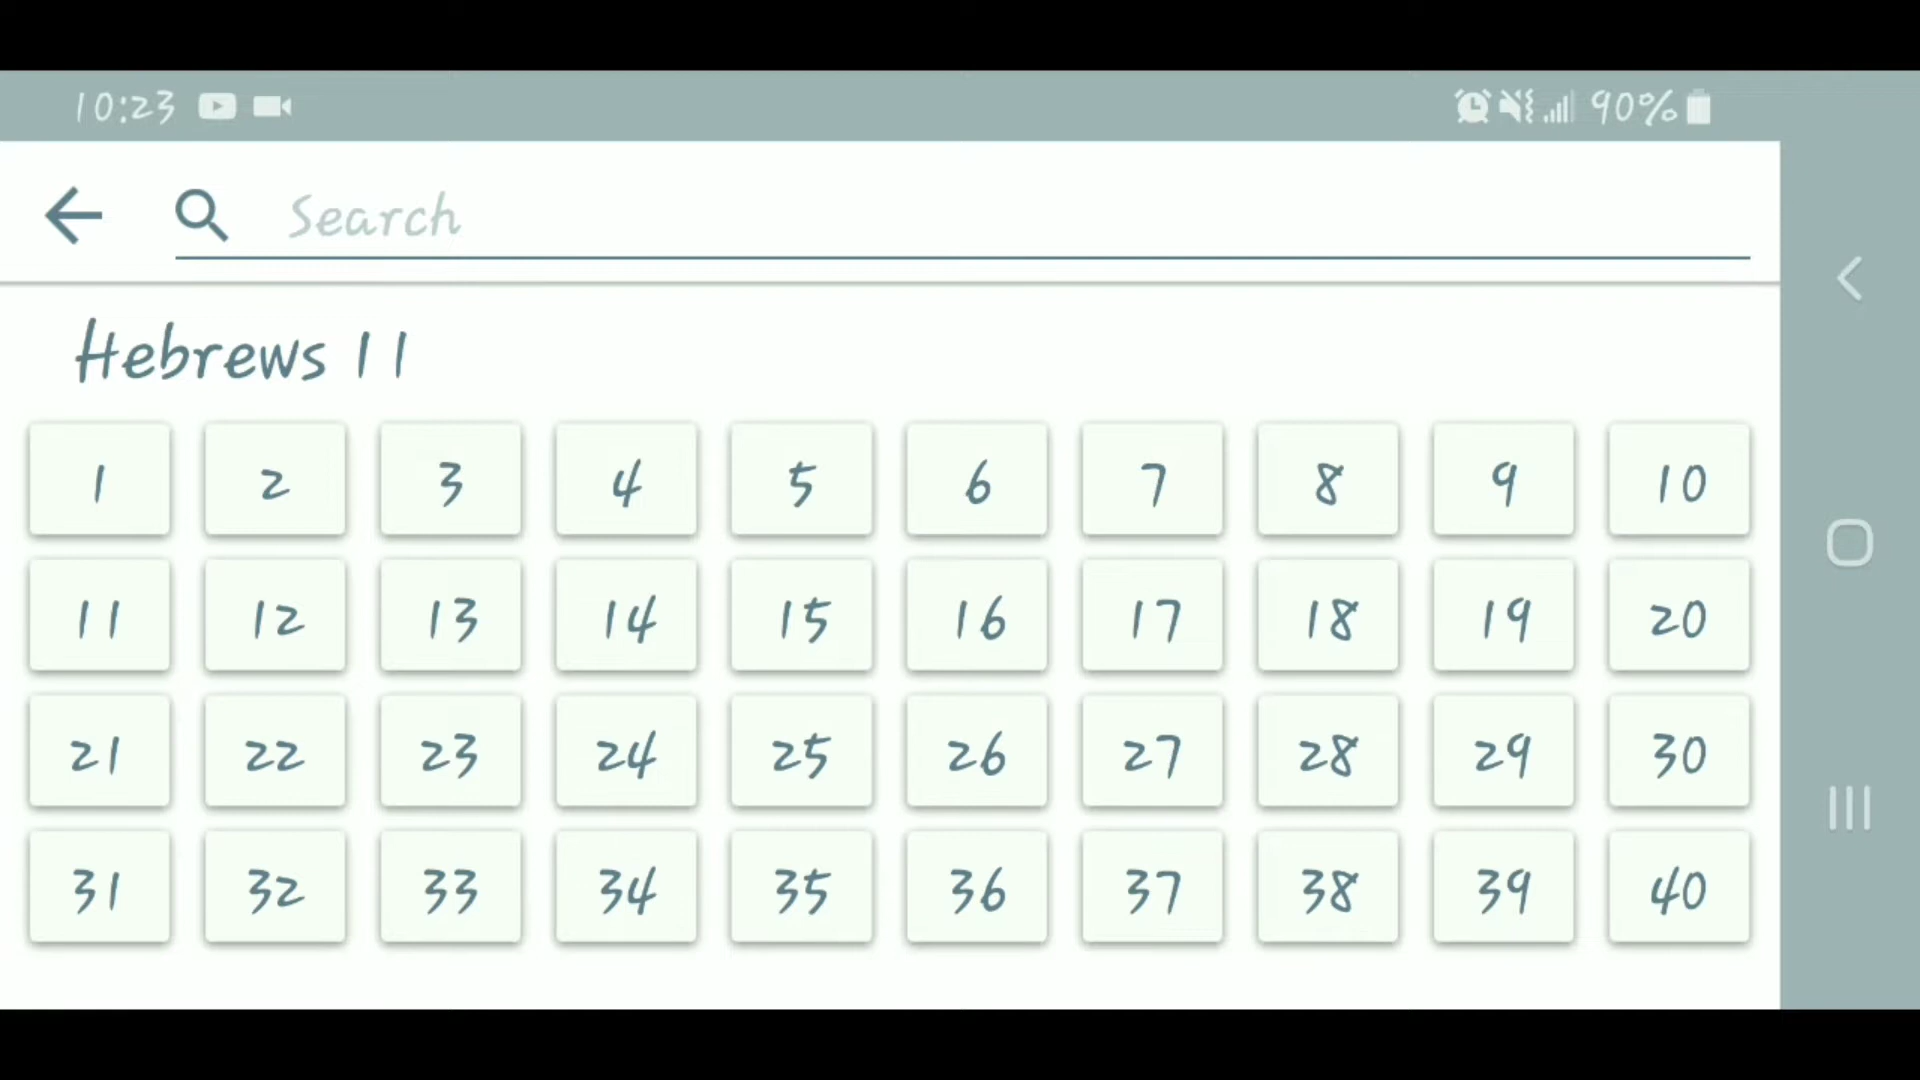 10:23 90%
Search
Hebrews 11
1 2 3 4 5 6 7 8 9 10
11 12 13 14 15 16 17 18 19 20
21 22 23 24 25 26 27 28 29 30
31 32 33 34 35 36 37 38 39 40